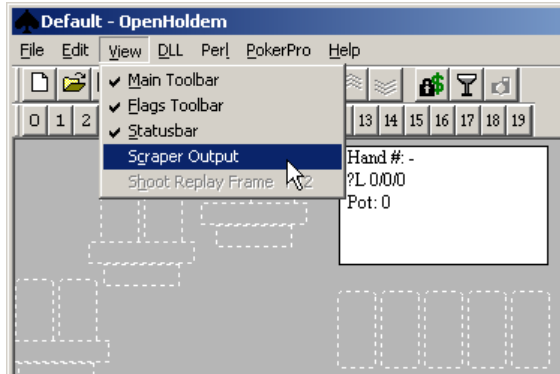 Default - OpenHoldem
File Edit View DLL Perl PokerPro Help
Main Toolbar
Flags Toolbar
Statusbar
Scraper Output
Shoot Replay Frame
0 1 2 13 14 15 16 17 18 19
Hand #: -
?L 0/0/0
Pot: 0